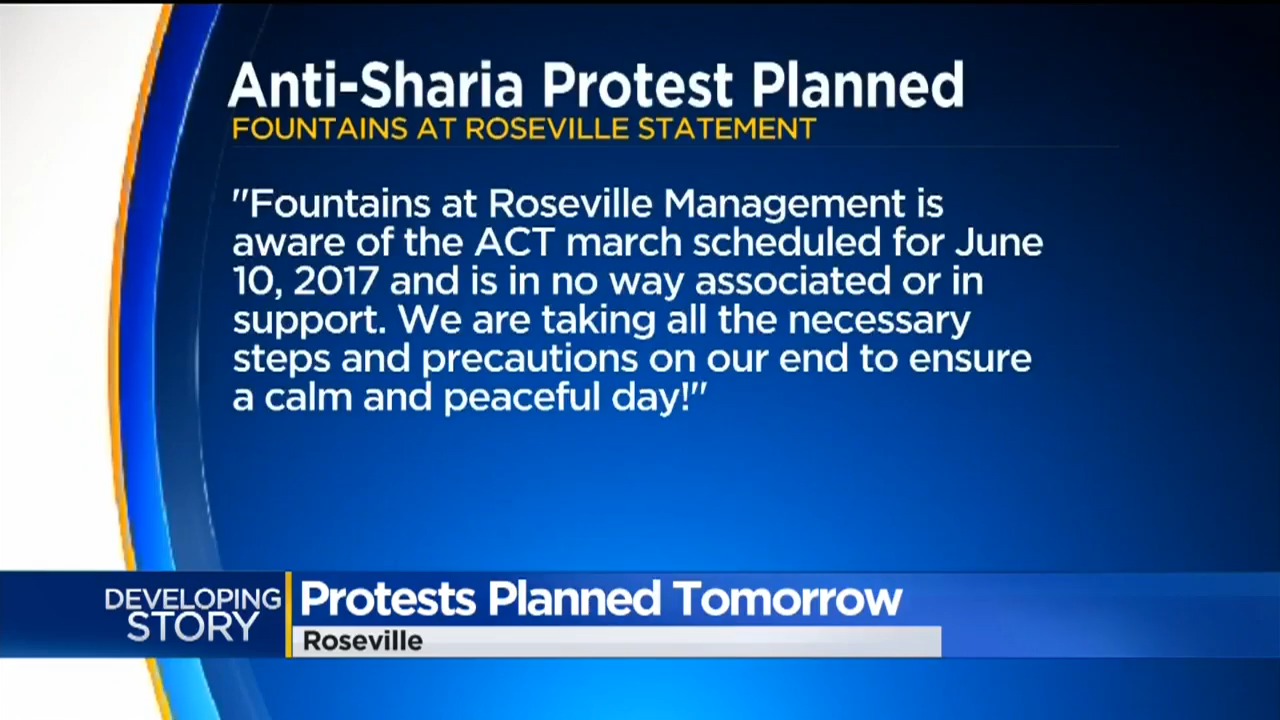 Anti-Sharia Protest Planned
FOUNTAINS AT ROSEVILLE STATEMENT
"Fountains at Roseville Management is
aware of the ACT march scheduled for June
10, 2017 and is in no way associated or in
support. We are taking all the necessary
steps and precautions on our end to ensure
a calm and peaceful day!"
DEVELOPING
STORY
Protests Planned Tomorrow
Roseville